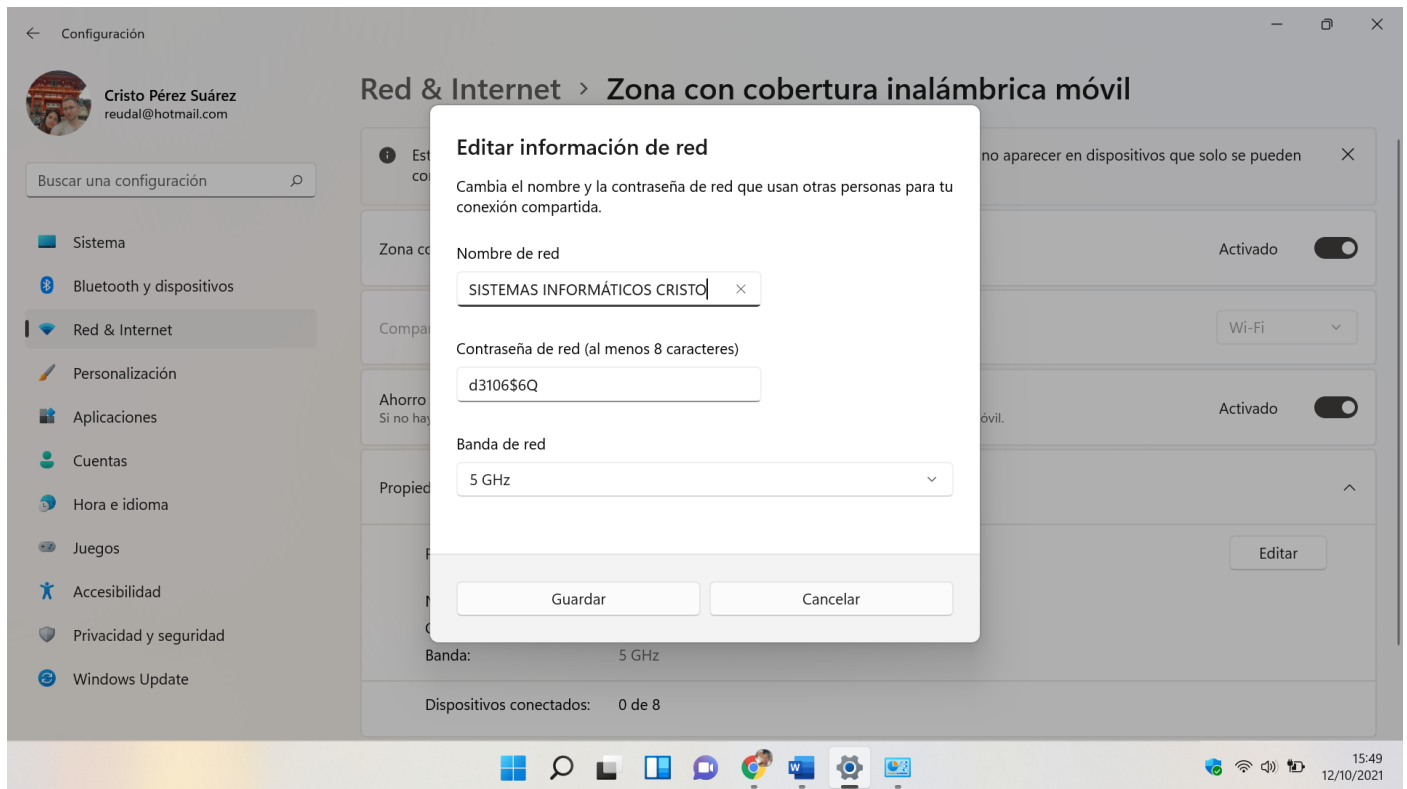 Configuración
Cristo Pérez Suárez
reudal@hotmail.com
Buscar una configuración
Sistema
Bluetooth y dispositivos
Red & Internet
Personalización
Aplicaciones
Cuentas
Hora e idioma
Juegos
Accesibilidad
Privacidad y seguridad
Windows Update
Red & Internet > Zona con cobertura inalámbrica móvil
no aparecer en dispositivos que solo se pueden
Zona
Activado
Wi-Fi
Ahorro
Si no
óvil.
Activado
Editar
Banda: 5 GHz
Dispositivos conectados: 0 de 8
Editar información de red
Cambia el nombre y la contraseña de red que usan otras personas para tu
conexión compartida.
Nombre de red
SISTEMAS INFORMÁTICOS CRISTO
Contraseña de red (al menos 8 caracteres)
d3106$6Q
Banda de red
5 GHz
Guardar
Cancelar
15:49
12/10/2021